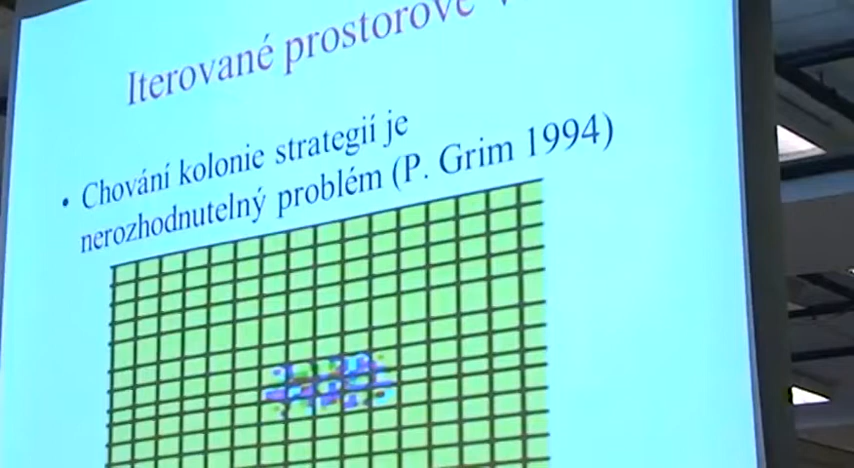 Iterované prostorové
• Chování kolonie strategií je
nerozhodnutelný problém (P. Grim 1994)